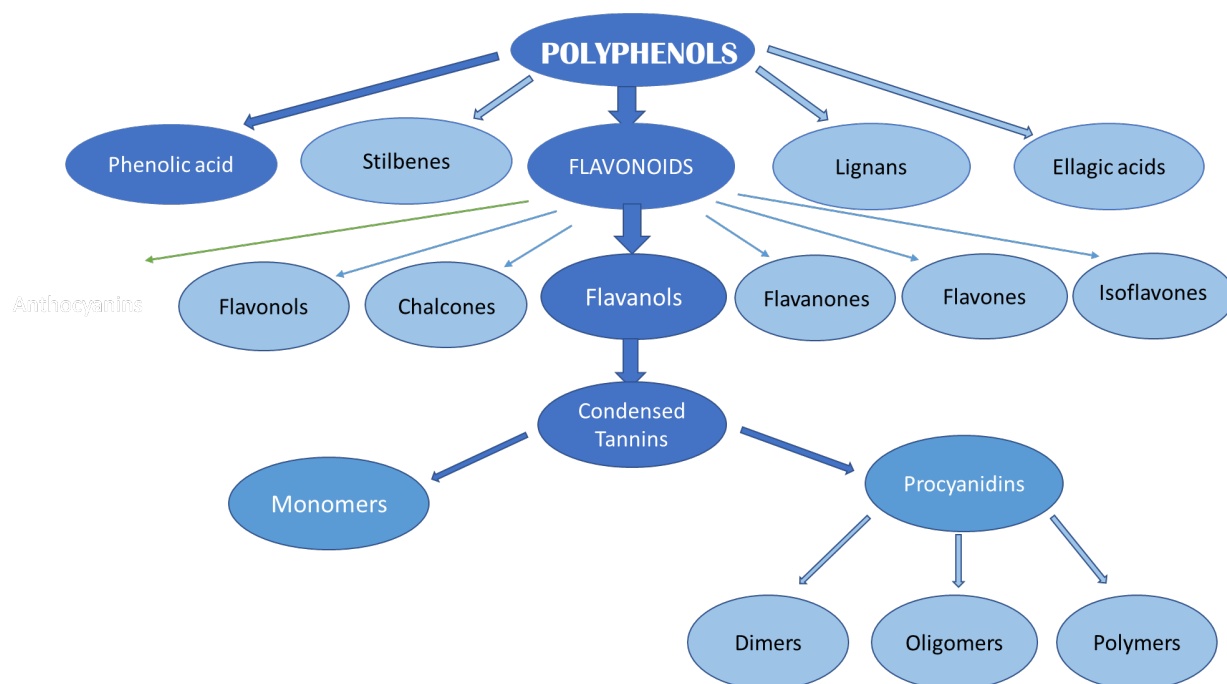 POLYPHENOLS
Phenolic acid
Stilbenes
FLAVONOIDS
Lignans
Ellagic acids
Anthocyanins
Flavonols
Chalcones
Flavanols
Flavanones
Flavones
Isoflavones
Condensed
Tannins
Monomers
Procyanidins
Dimers
Oligomers
Polymers